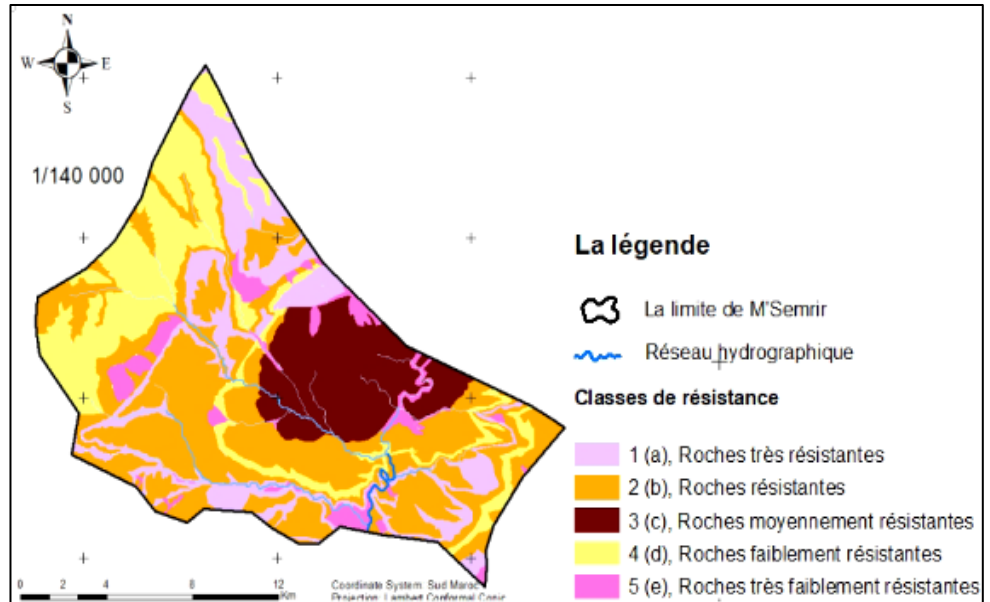 N
W E
S
1/140 000
La légende
La limite de M'Semrir
Réseau hydrographique
Classes de résistance
1 (a), Roches très résistantes
2 (b), Roches résistantes
3 (c), Roches moyennement résistantes
4 (d), Roches faiblement résistantes
5 (e), Roches très faiblement résistantes
0 2 4 8 12
Km
Coordinate System: Sud Maroc
Projection: Lambert Conformal Conic